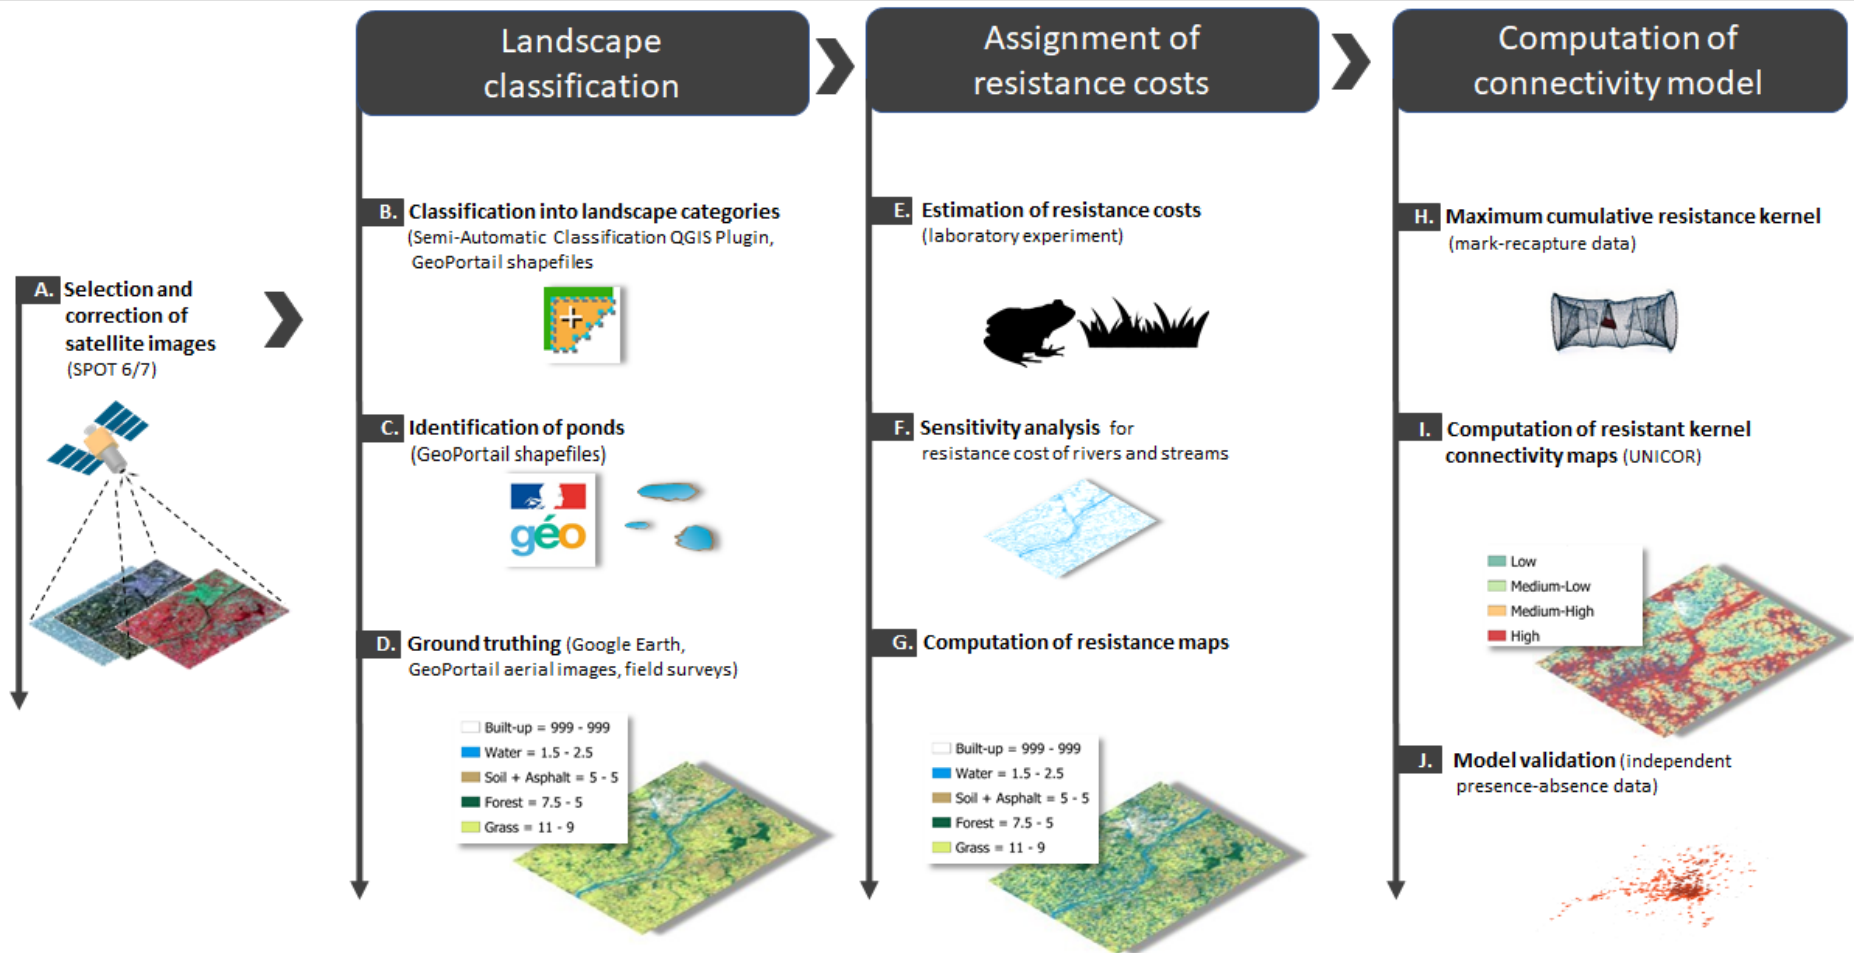 Landscape
classification
Assignment of
resistance costs
Computation of
connectivity model
A. Selection and
correction of
satellite images
(SPOT 6/7)
B. Classification into landscape categories
(Semi-Automatic Classification QGIS Plugin,
GeoPortail shapefiles
C. Identification of ponds
(GeoPortail shapefiles)
géo
D. Ground truthing (Google Earth,
GeoPortail aerial images, field surveys)
Built-up = 999 - 999
Water = 1.5 - 2.5
Soil + Asphalt = 5 - 5
Forest = 7.5 - 5
Grass = 11 - 9
E. Estimation of resistance costs
(laboratory experiment)
F. Sensitivity analysis for
resistance cost of rivers and streams
G. Computation of resistance maps
Built-up = 999 - 999
Water = 1.5 - 2.5
Soil + Asphalt = 5 - 5
Forest = 7.5 - 5
Grass = 11 - 9
H. Maximum cumulative resistance kernel
(mark-recapture data)
I. Computation of resistant kernel
connectivity maps (UNICOR)
Low
Medium-Low
Medium-High
High
J. Model validation (independent
presence-absence data)